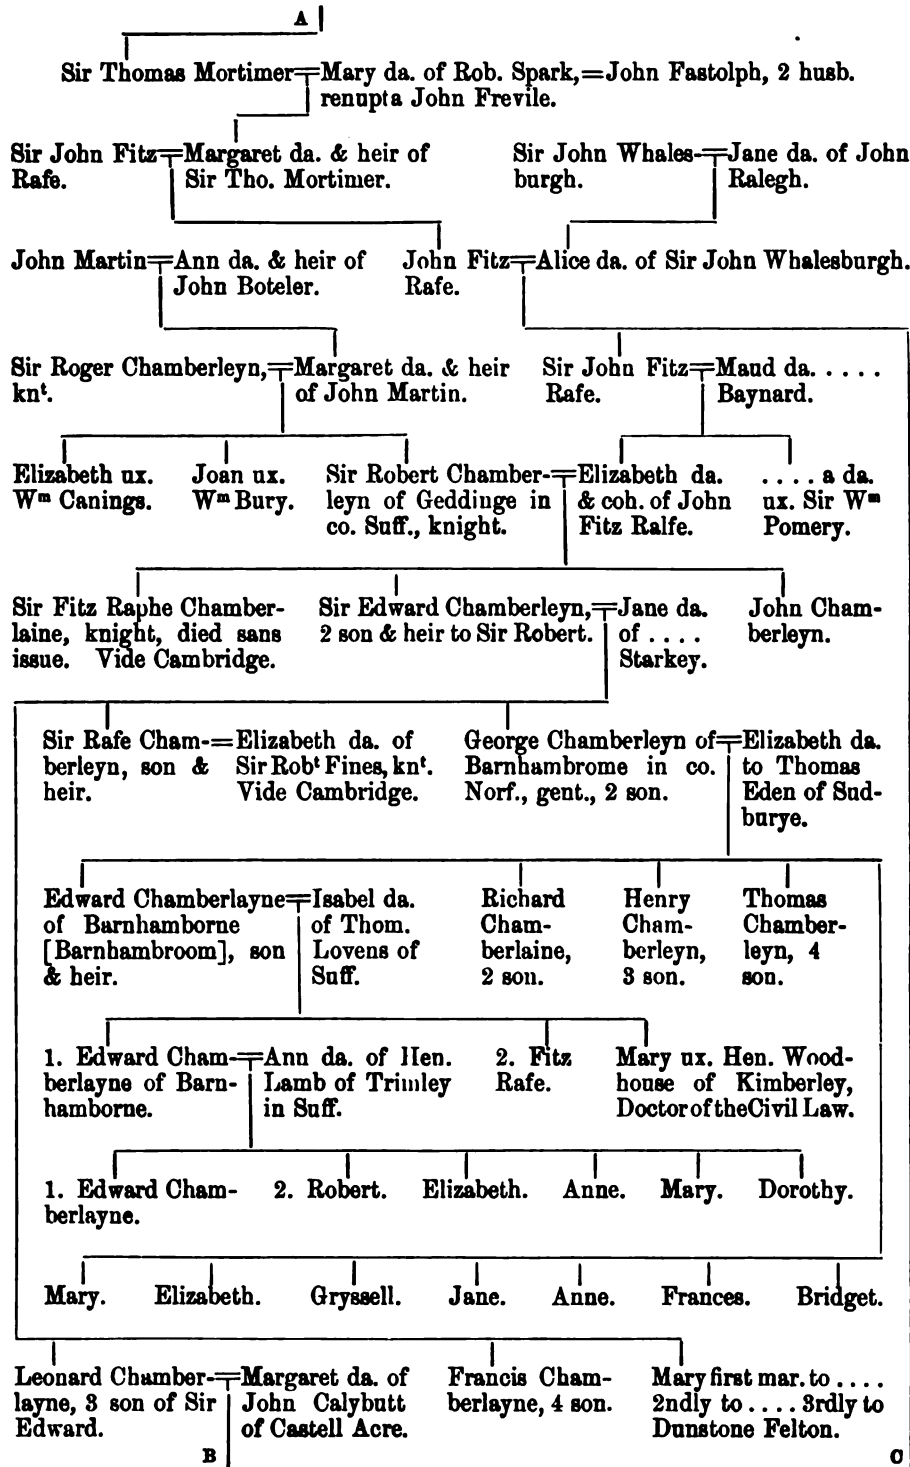 A
Sir Thomas Mortimer=Mary da. of Rob. Spark,=John Fastolph, 2 husb.
renupta John Frevile.
Sir John Fitz=Margaret da. & heir of
Rafe. Sir Tho. Mortimer.
Sir John Whales-=Jane da. of John
burgh. Ralegh.
John Martin=Ann da. & heir of
John Boteler.
John Fitz=Alice da. of Sir John Whalesburgh.
Rafe.
Sir Roger Chamberleyn,=Margaret da. & heir
knt. of John Martin.
Sir John Fitz=Maud da. . . . .
Rafe. Baynard.
Elizabeth ux.
Wm Canings.
Joan ux.
Wm Bury.
Sir Robert Chamber-=Elizabeth da.
leyn of Geddinge in & coh. of John
co. Suff., knight. Fitz Ralfe.
. . . . a da.
ux. Sir Wm
Pomery.
Sir Fitz Raphe Chamber-
laine, knight, died sans
issue. Vide Cambridge.
Sir Edward Chamberleyn,=Jane da.
2 son & heir to Sir Robert. of . . . .
Starkey.
John Cham-
berleyn.
Sir Rafe Cham-=Elizabeth da. of
berleyn, son & Sir Robt Fines, knt.
heir. Vide Cambridge.
George Chamberleyn of=Elizabeth da.
Barnhambrome in co. to Thomas
Norf., gent., 2 son. Eden of Sud-
burye.
Edward Chamberlayne=Isabel da.
of Barnhamborne of Thom.
[Barnhambroom], son Lovens of
& heir. Suff.
Richard
Cham-
berlaine,
2 son.
Henry
Cham-
berleyn,
3 son.
Thomas
Chamber-
leyn, 4
son.
1. Edward Cham-=Ann da. of Hen.
berlayne of Barn- Lamb of Trimley
hamborne. in Suff.
2. Fitz
Rafe.
Mary ux. Hen. Wood-
house of Kimberley,
Doctor of the Civil Law.
1. Edward Cham-
berlayne.
2. Robert. Elizabeth. Anne. Mary. Dorothy.
Mary. Elizabeth. Gryssell. Jane. Anne. Frances. Bridget.
Leonard Chamber-=Margaret da. of
layne, 3 son of Sir John Calybutt
Edward. of Castell Acre.
Francis Cham-
berlayne, 4 son.
Mary first mar. to . . . .
2ndly to . . . . 3rdly to
Dunstone Felton.
B C